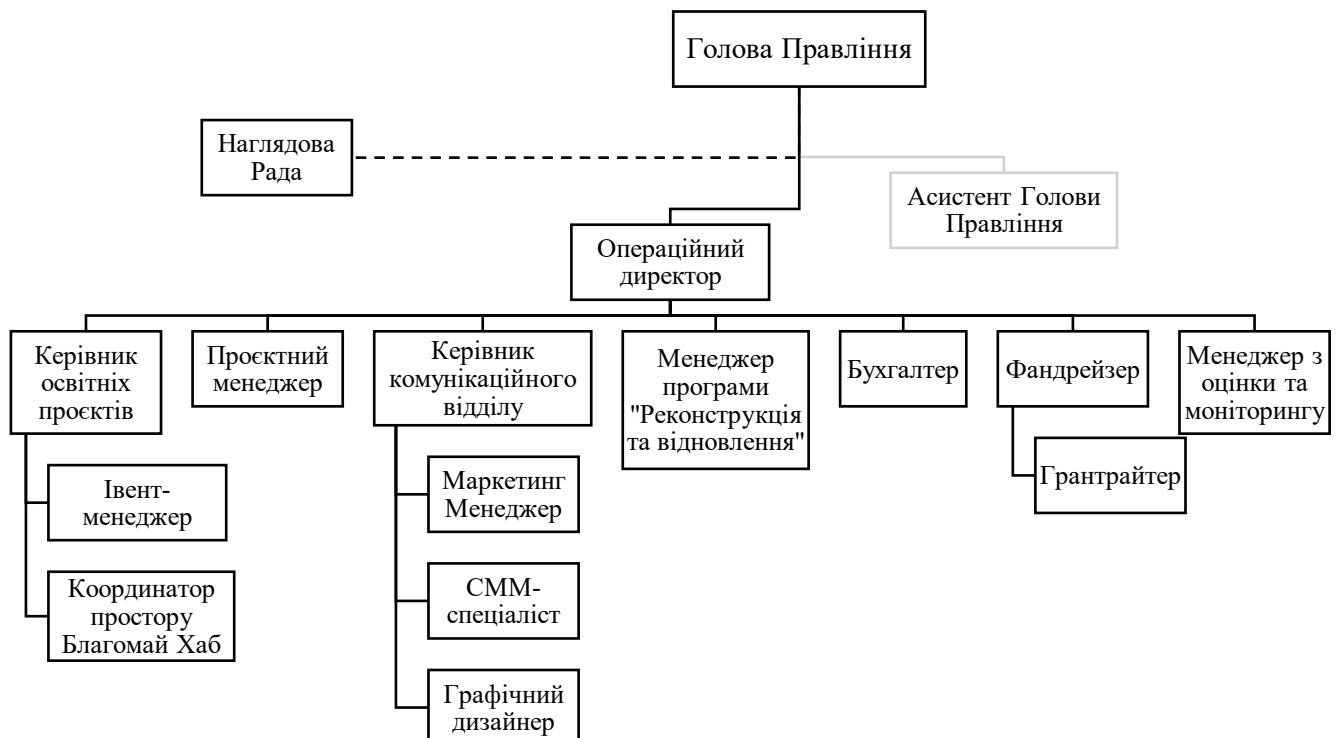 Голова Правління
Наглядова
Рада
Асистент Голови
Правління
Операційний
директор
Керівник
освітніх
проєктів
Проєктний
менеджер
Керівник
комунікаційного
відділу
Менеджер
програми
"Реконструкція
та відновлення"
Бухгалтер
Фандрейзер
Менеджер з
оцінки та
моніторингу
Івент-
менеджер
Координатор
простору
Благомай Хаб
Маркетинг
Менеджер
СММ-
спеціаліст
Графічний
дизайнер
Грантрайтер